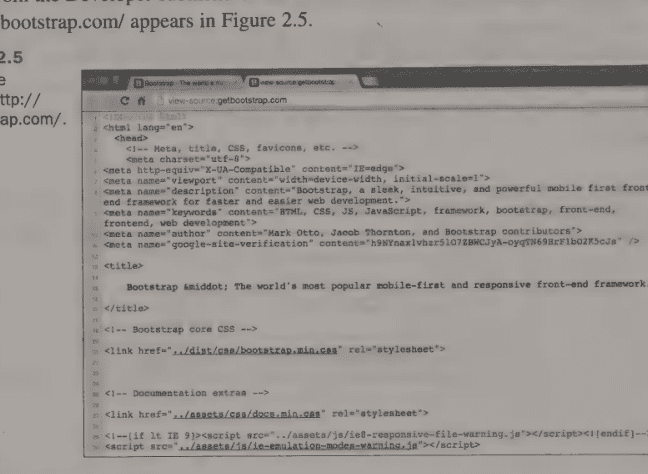 bootstrap.com/ appears in Figure 2.5.
2.5
e
ttp://
ap.com/.
Bootstrap · The world's
view-source:getbootstrap
view-source:getbootstrap.com
<html lang="en">
<head>
<!-- Meta, title, CSS, favicons, etc. -->
<meta charset="utf-8">
<meta http-equiv="X-UA-Compatible" content="IE=edge">
<meta name="viewport" content="width=device-width, initial-scale=1">
<meta name="description" content="Bootstrap, a sleek, intuitive, and powerful mobile first front
end framework for faster and easier web development.">
<meta name="keywords" content="HTML, CSS, JS, JavaScript, framework, bootstrap, front-end,
frontend, web development">
<meta name="author" content="Mark Otto, Jacob Thornton, and Bootstrap contributors">
<meta name="google-site-verification" />
<title>
Bootstrap &middot; The world's most popular mobile-first and responsive front-end framework.
</title>
<!-- Bootstrap core CSS -->
<link href="../dist/css/bootstrap.min.css" rel="stylesheet">
<!-- Documentation extras -->
<link href="../assets/css/docs.min.css" rel="stylesheet">
<!--[if lt IE 9]><script src="../assets/js/ie8-responsive-file-warning.js"></script><![endif]-->
<script src="../assets/js/ie-emulation-modes-warning.js"></script>